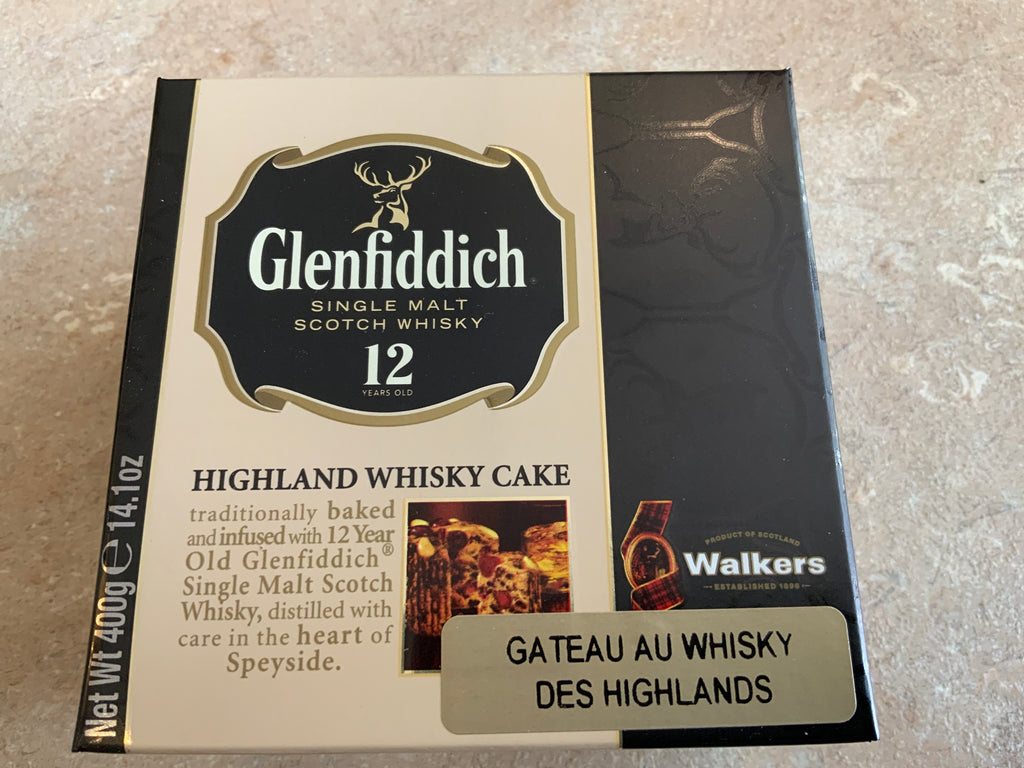 Glenfiddich
SINGLE MALT
SCOTCH WHISKY
12
YEARS OLD
HIGHLAND WHISKY CAKE
traditionally baked
and infused with 12 Year
Old Glenfiddich®
Single Malt Scotch
Whisky, distilled with
care in the heart of
Speyside.
Net Wt 400g ℮ 14.1oz
PRODUCT OF SCOTLAND
Walkers
ESTABLISHED 1898
GATEAU AU WHISKY
DES HIGHLANDS